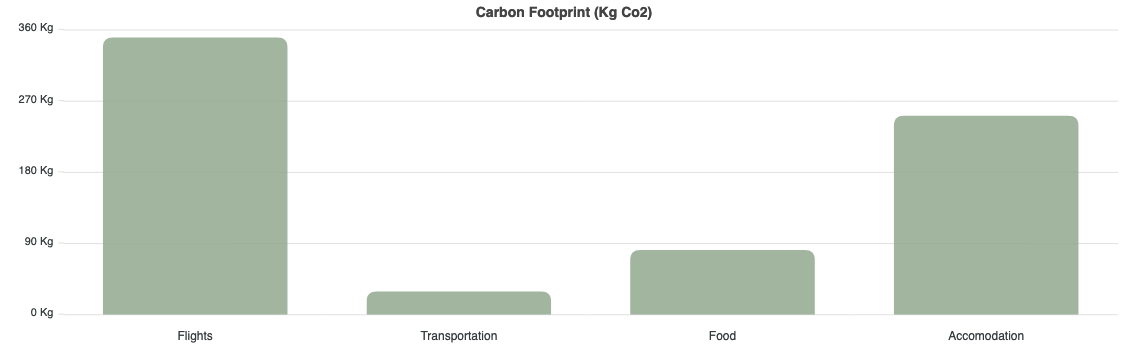 Carbon Footprint (Kg Co2)
360 Kg
270 Kg
180 Kg
90 Kg
0 Kg
Flights Transportation Food Accomodation